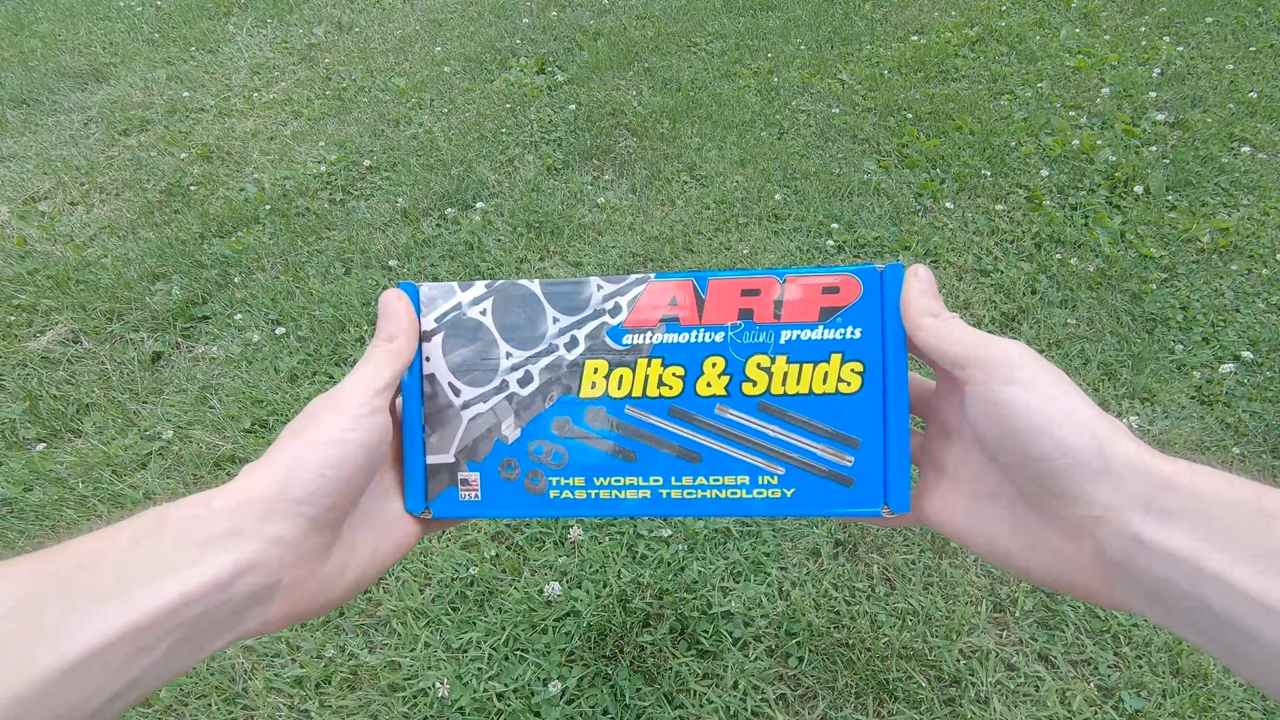 ARP
automotive Racing products
Bolts & Studs
THE WORLD LEADER IN
FASTENER TECHNOLOGY
USA